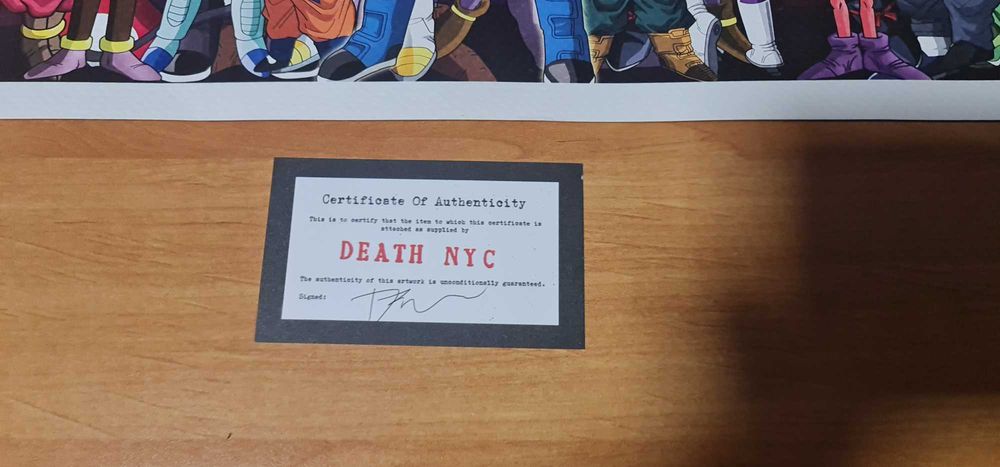 Certificate Of Authenticity
This is to certify that the item to which this certificate is
attached as supplied by
DEATH NYC
The authenticity of this artwork is unconditionally guaranteed.
Signed: